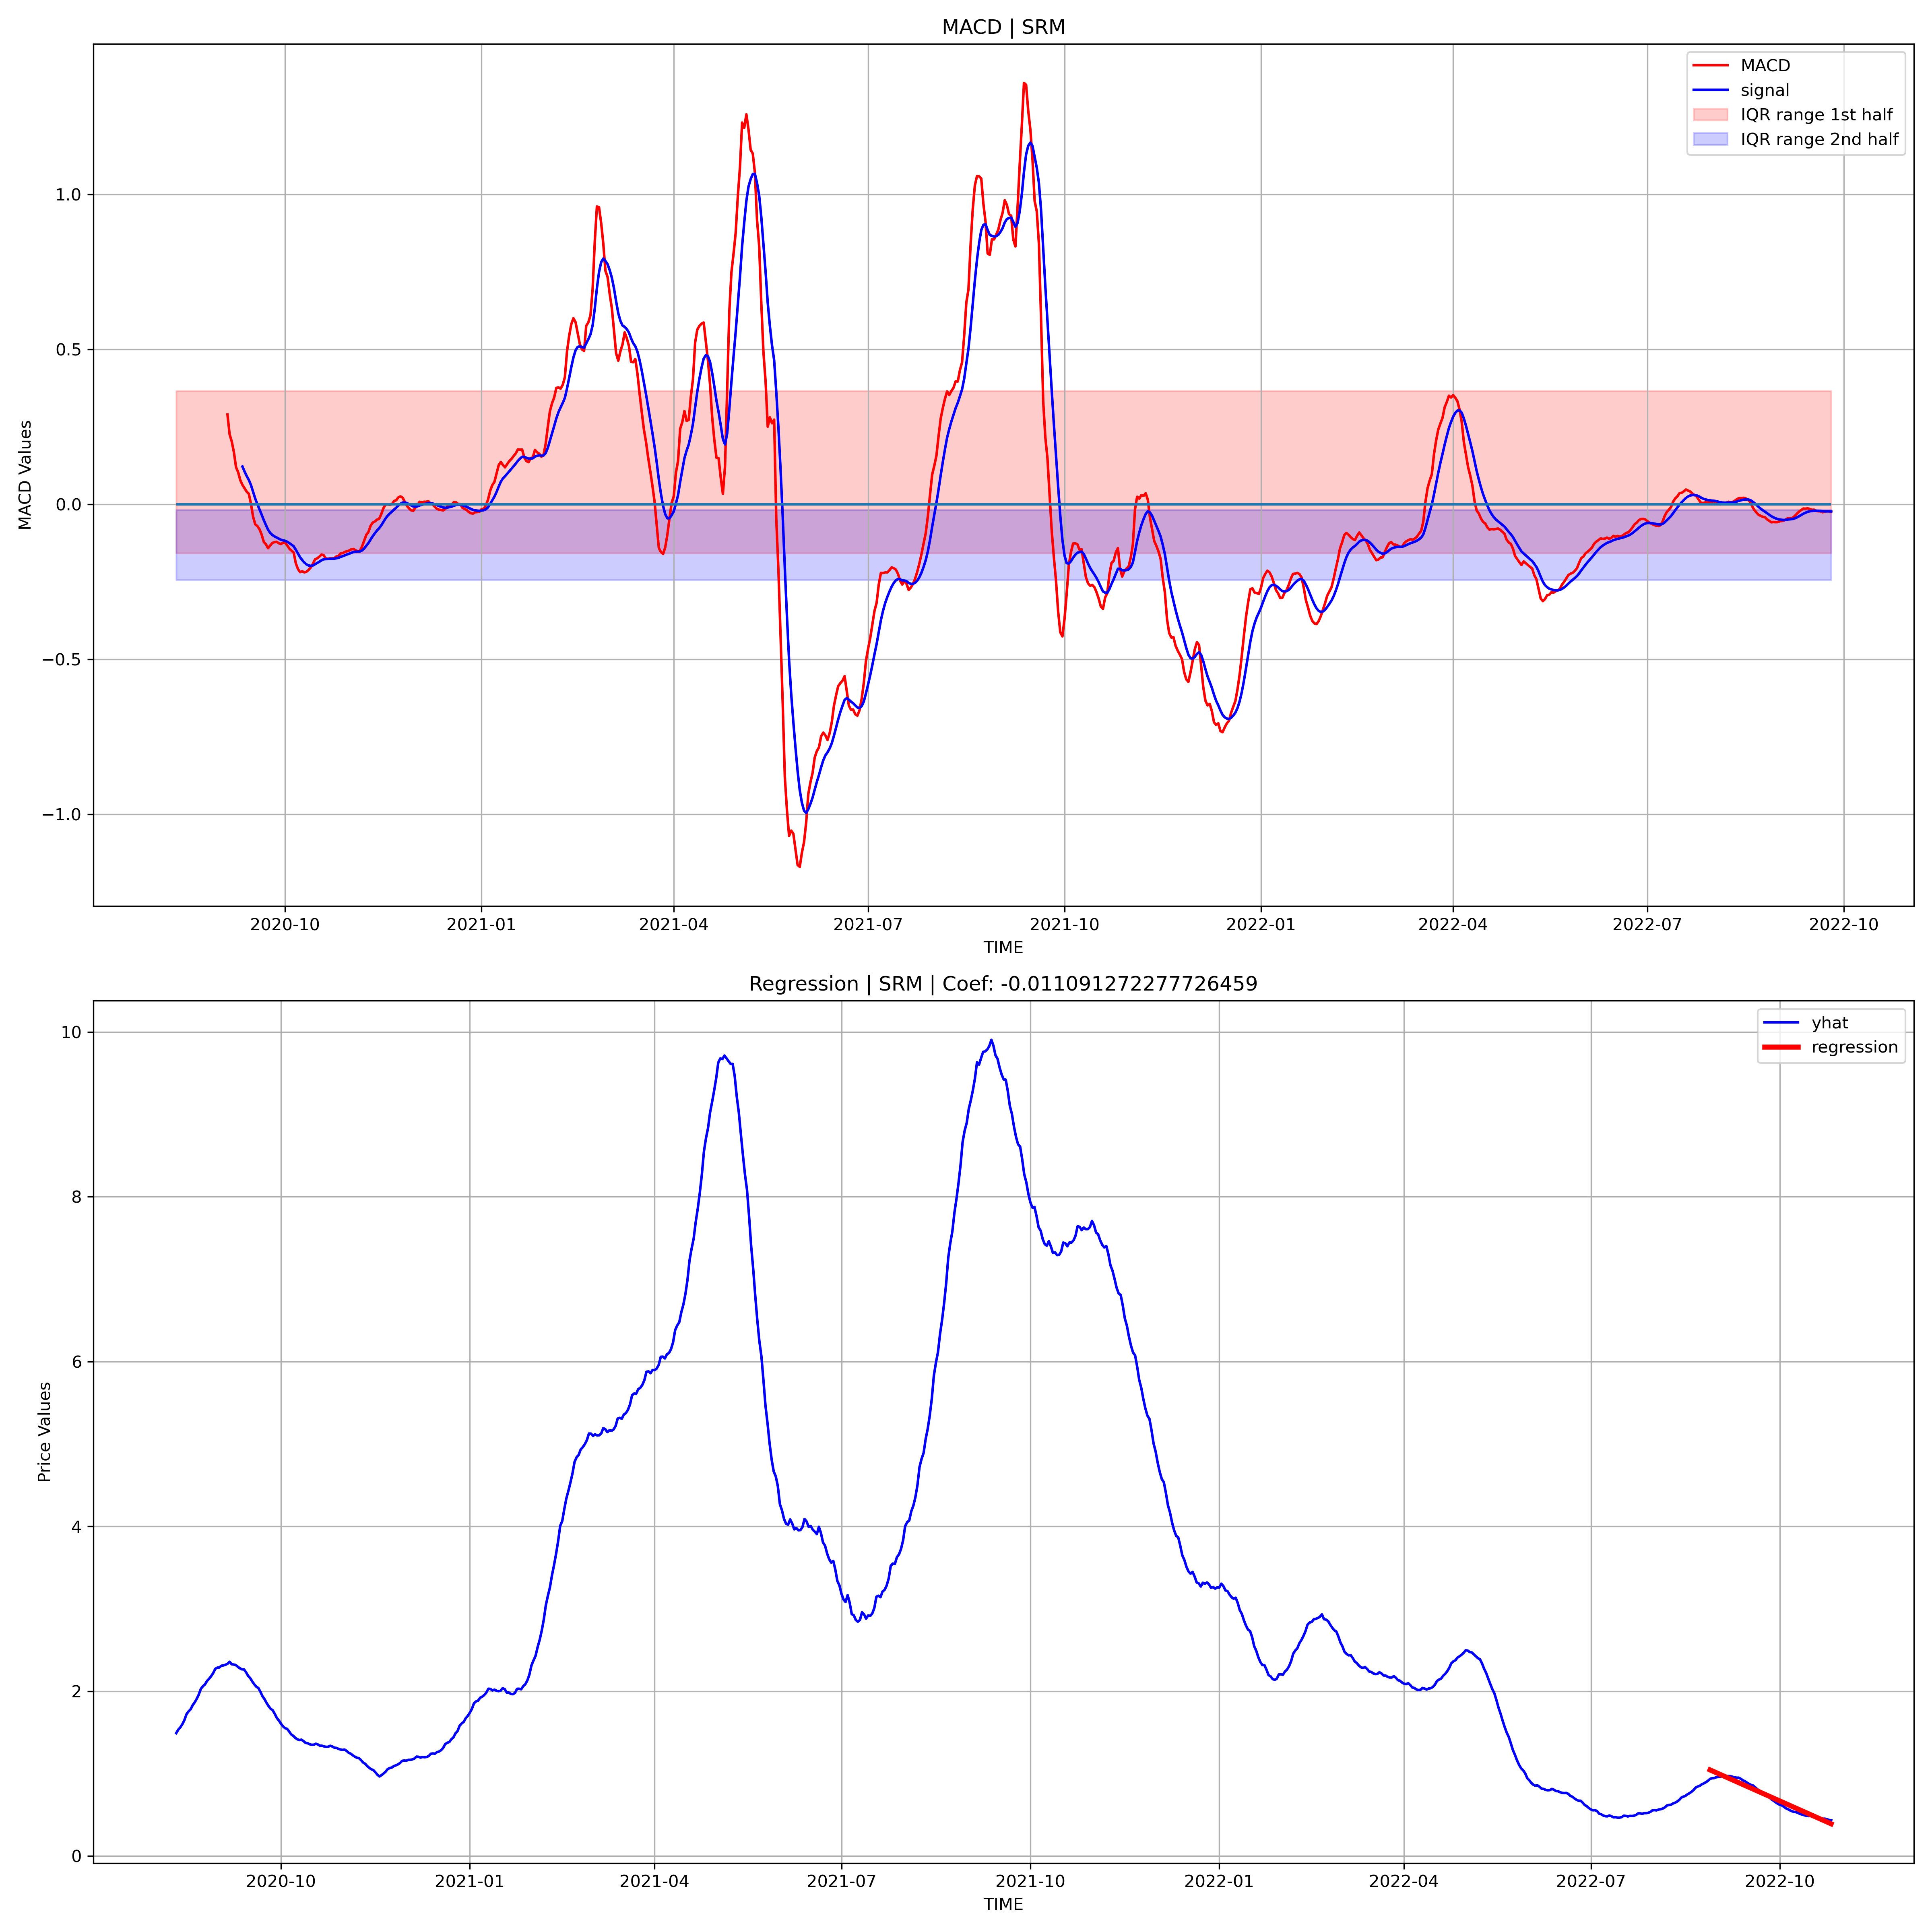 MACD | SRM
MACD
signal
IQR range 1st half
IQR range 2nd half
MACD Values
1.0
0.5
0.0
−0.5
−1.0
2020-10 2021-01 2021-04 2021-07 2021-10 2022-01 2022-04 2022-07 2022-10
TIME
Regression | SRM | Coef: -0.011091272277726459
yhat
regression
Price Values
10
8
6
4
2
0
2020-10 2021-01 2021-04 2021-07 2021-10 2022-01 2022-04 2022-07 2022-10
TIME